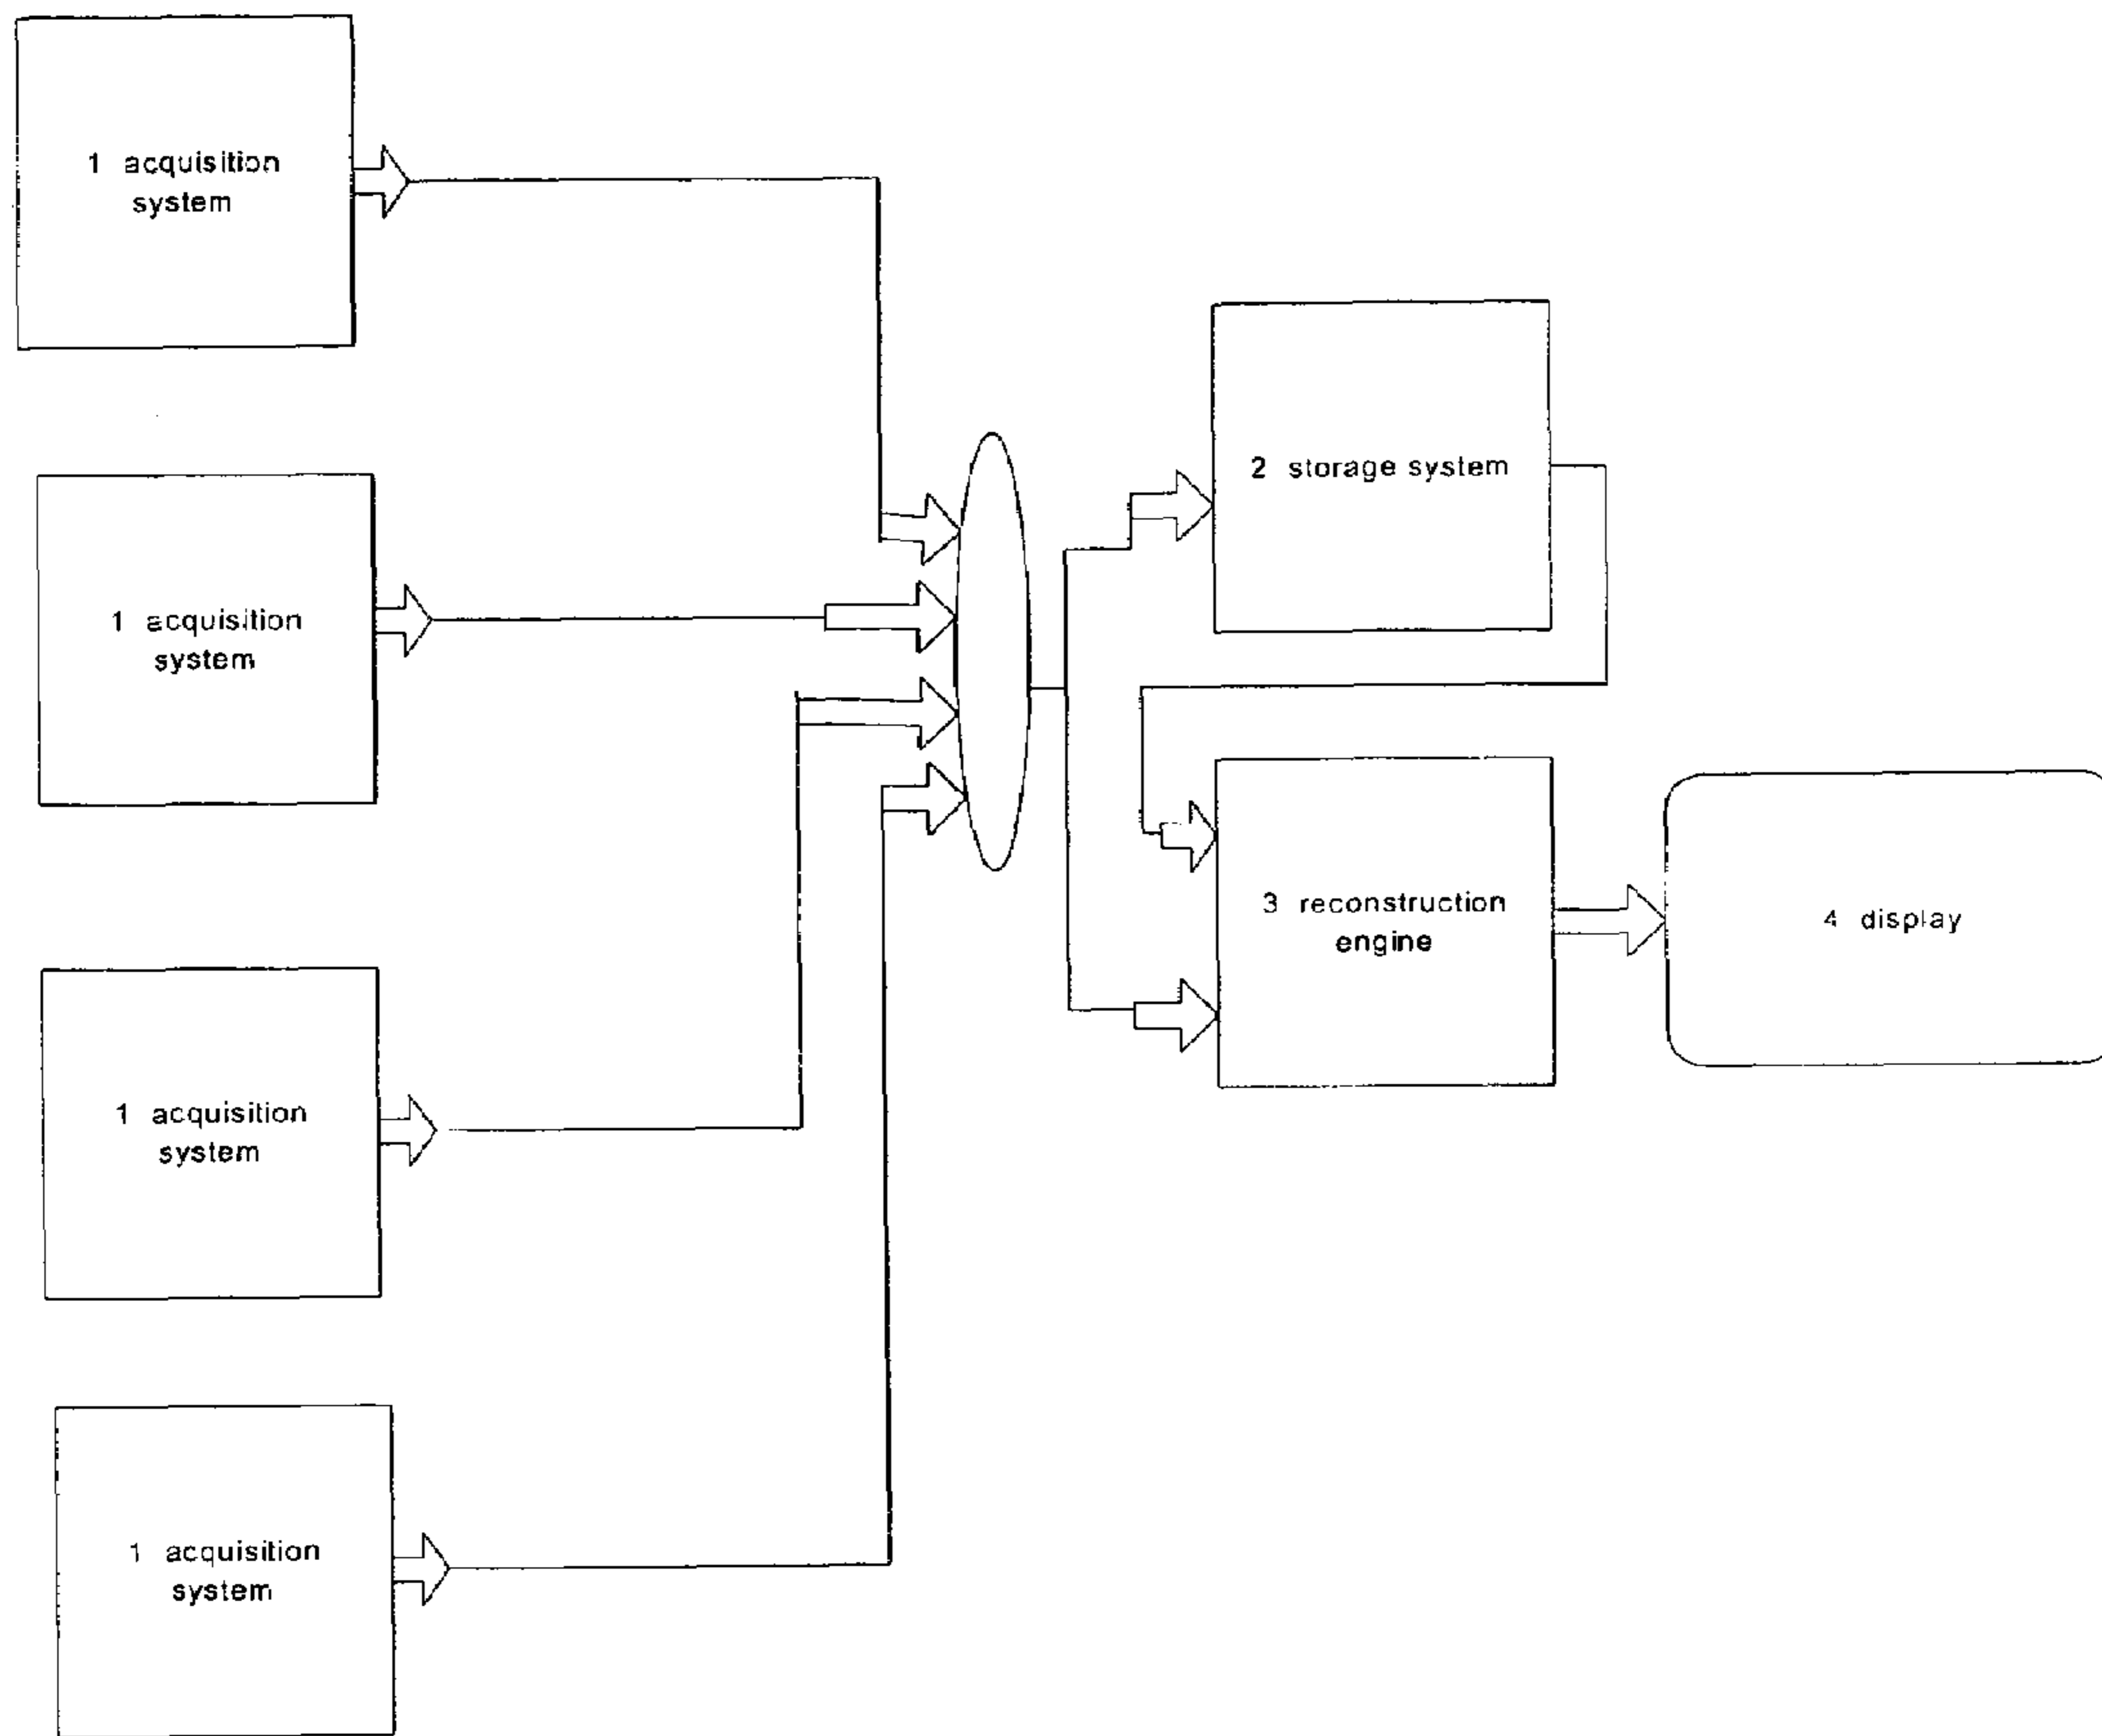 1 acquisition
system
1 acquisition
system
1 acquisition
system
1 acquisition
system
2 storage system
3 reconstruction
engine
4 display